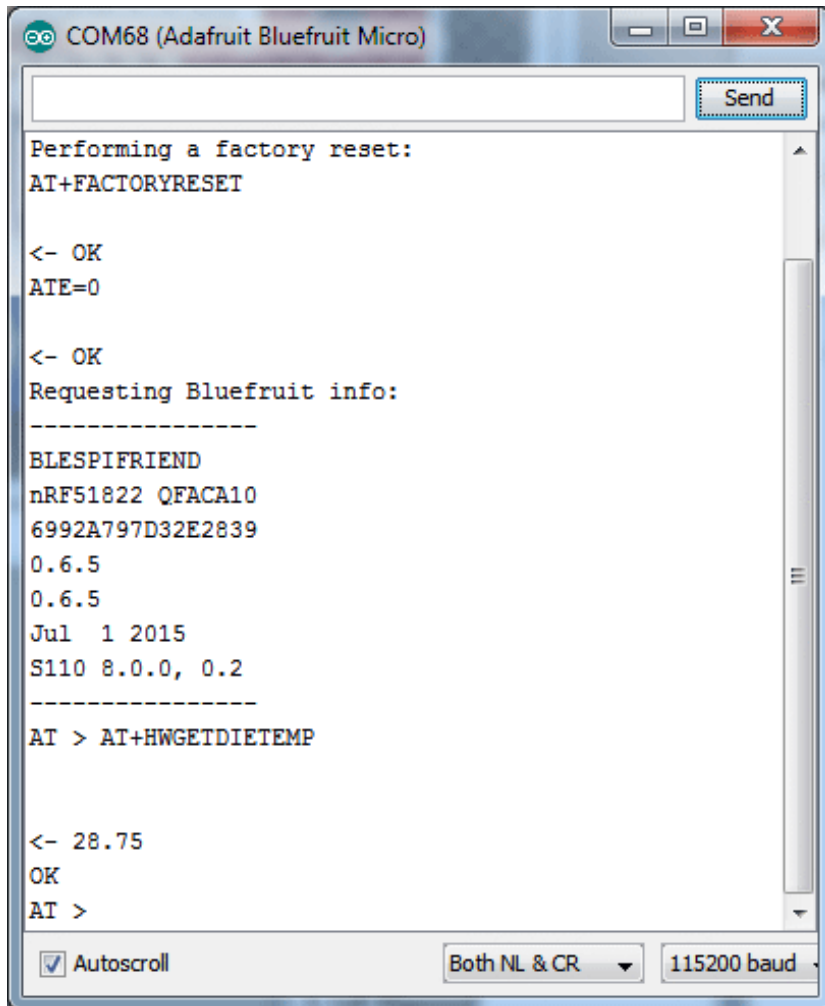 COM68 (Adafruit Bluefruit Micro)
Send
Performing a factory reset:
AT+FACTORYRESET
<- OK
ATE=0
<- OK
Requesting Bluefruit info:
----------------
BLESPIFRIEND
nRF51822 QFACA10
6992A797D32E2839
0.6.5
0.6.5
Jul  1 2015
S110 8.0.0, 0.2
----------------
AT > AT+HWGETDIETEMP
<- 28.75
OK
AT >
Autoscroll
Both NL & CR
115200 baud